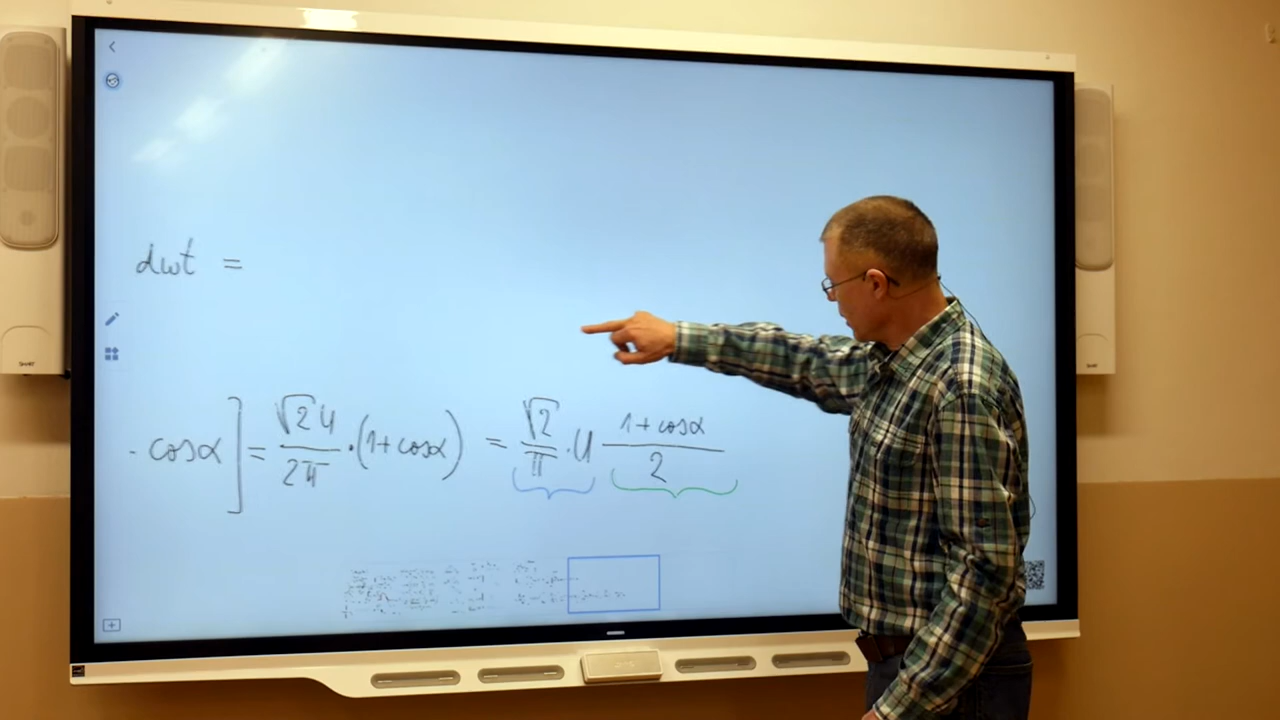 dωt =
· cosα] = √2 U / 2π · (1+cosα) = √2 / π · U 1+cosα / 2